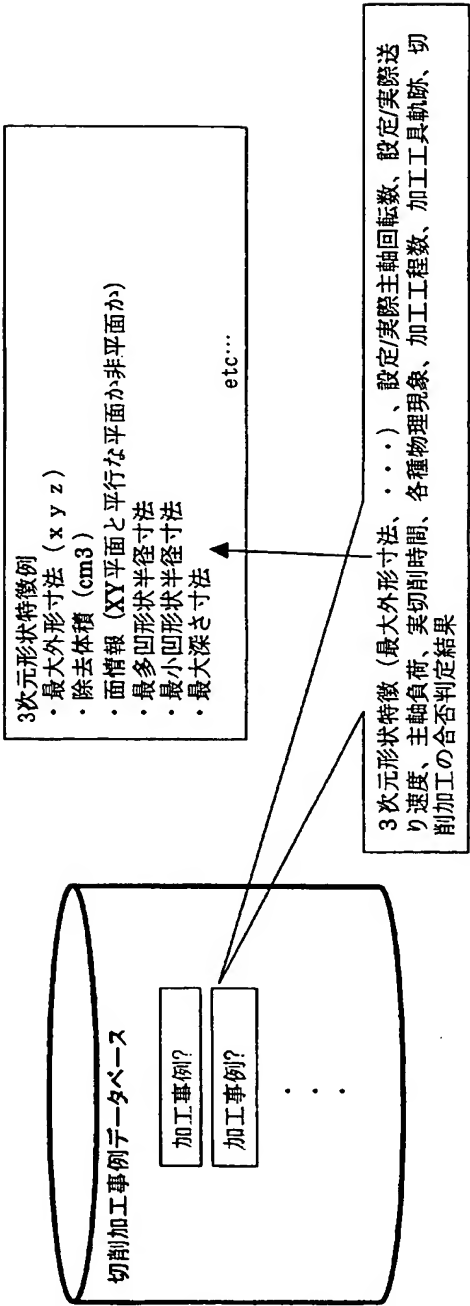 切削加工事例データベース
加工事例?
加工事例?
・・・
3次元形状特徴例
・最大外形寸法(xyz)
・除去体積(cm3)
・面情報(XY平面と平行な平面か非平面か)
・最多凹形状半径寸法
・最小凹形状半径寸法
・最大深さ寸法
etc…
3次元形状特徴(最大外形寸法、・・・)、設定/実際主軸回転数、設定/実際送
り速度、主軸負荷、実切削時間、各種物理現象、加工工程数、加工工具軌跡、切
削加工の合否判定結果